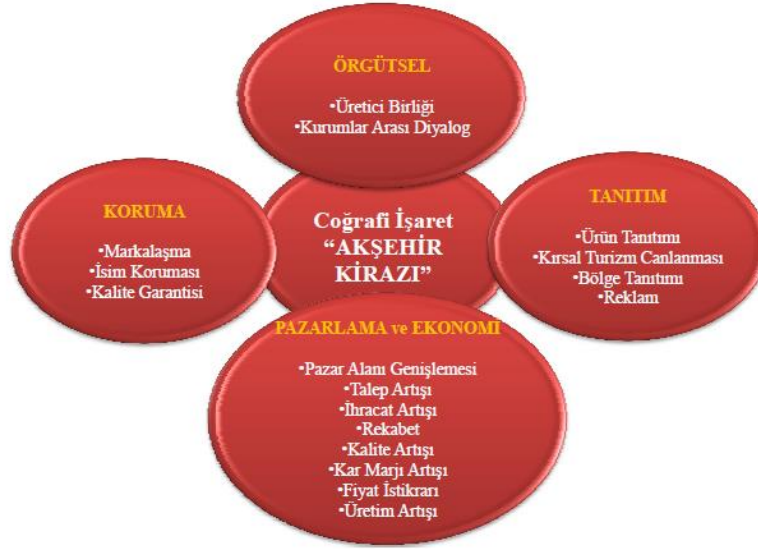 ÖRGÜTSEL
•Üretici Birliği
•Kurumlar Arası Diyalog
KORUMA
•Markalaşma
•İsim Koruması
•Kalite Garantisi
Coğrafi İşaret
“AKŞEHİR
KİRAZI”
TANITIM
•Ürün Tanıtımı
•Kırsal Turizm Canlanması
•Bölge Tanıtımı
•Reklam
PAZARLAMA ve EKONOMİ
•Pazar Alanı Genişlemesi
•Talep Artışı
•İhracat Artışı
•Rekabet
•Kalite Artışı
•Kar Marjı Artışı
•Fiyat İstikrarı
•Üretim Artışı